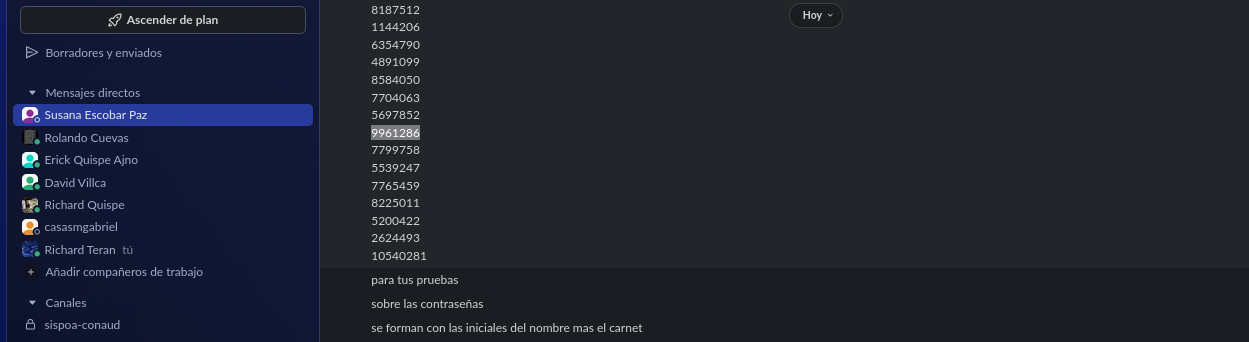 Ascender de plan
Borradores y enviados
Mensajes directos
Susana Escobar Paz
Rolando Cuevas
Erick Quispe Ajno
David Villca
Richard Quispe
casasmgabriel
Richard Teran tú
Añadir compañeros de trabajo
Canales
sispoa-conaud
Hoy
8187512
1144206
6354790
4891099
8584050
7704063
5697852
9961286
7799758
5539247
7765459
8225011
5200422
2624493
10540281
para tus pruebas
sobre las contraseñas
se forman con las iniciales del nombre mas el carnet